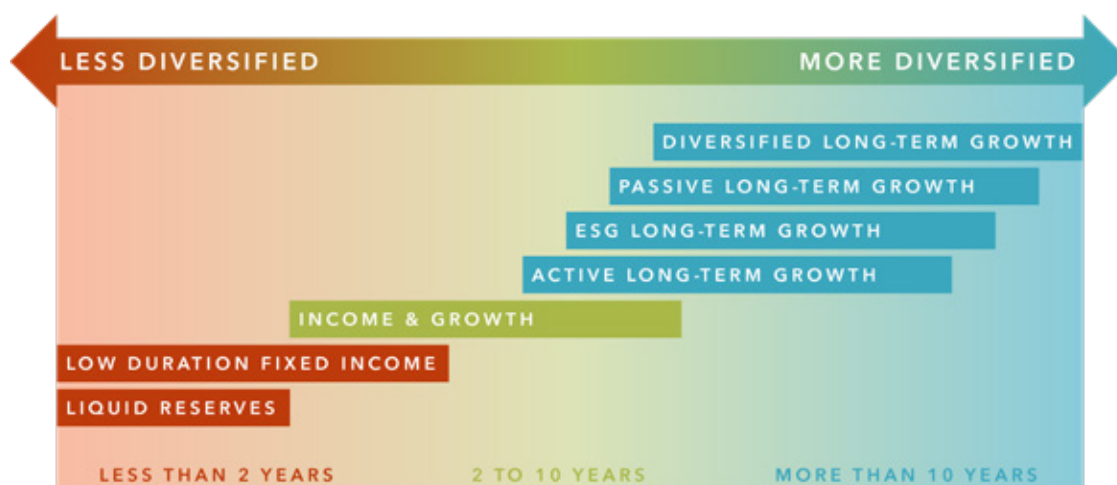 LESS DIVERSIFIED
MORE DIVERSIFIED
DIVERSIFIED LONG-TERM GROWTH
PASSIVE LONG-TERM GROWTH
ESG LONG-TERM GROWTH
ACTIVE LONG-TERM GROWTH
INCOME & GROWTH
LOW DURATION FIXED INCOME
LIQUID RESERVES
LESS THAN 2 YEARS
2 TO 10 YEARS
MORE THAN 10 YEARS